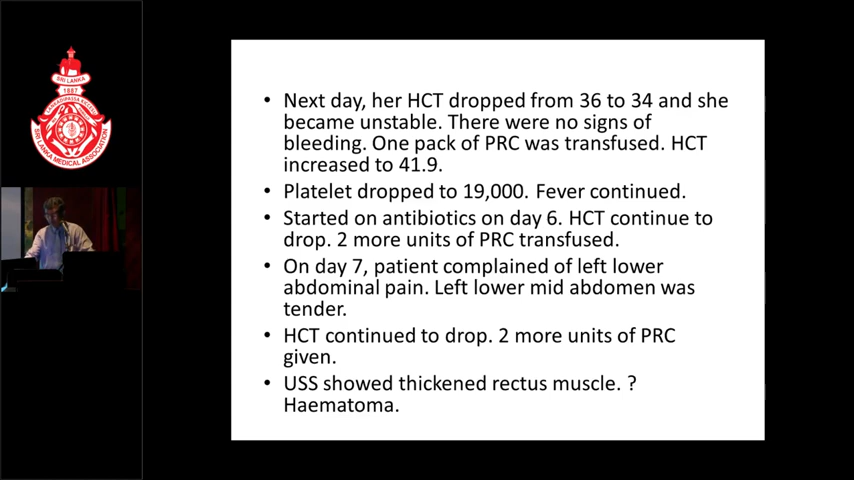 SRI LANKA
1887
SRI LANKA MEDICAL ASSOCIATION
• Next day, her HCT dropped from 36 to 34 and she
became unstable. There were no signs of
bleeding. One pack of PRC was transfused. HCT
increased to 41.9.
• Platelet dropped to 19,000. Fever continued.
• Started on antibiotics on day 6. HCT continue to
drop. 2 more units of PRC transfused.
• On day 7, patient complained of left lower
abdominal pain. Left lower mid abdomen was
tender.
• HCT continued to drop. 2 more units of PRC
given.
• USS showed thickened rectus muscle. ?
Haematoma.